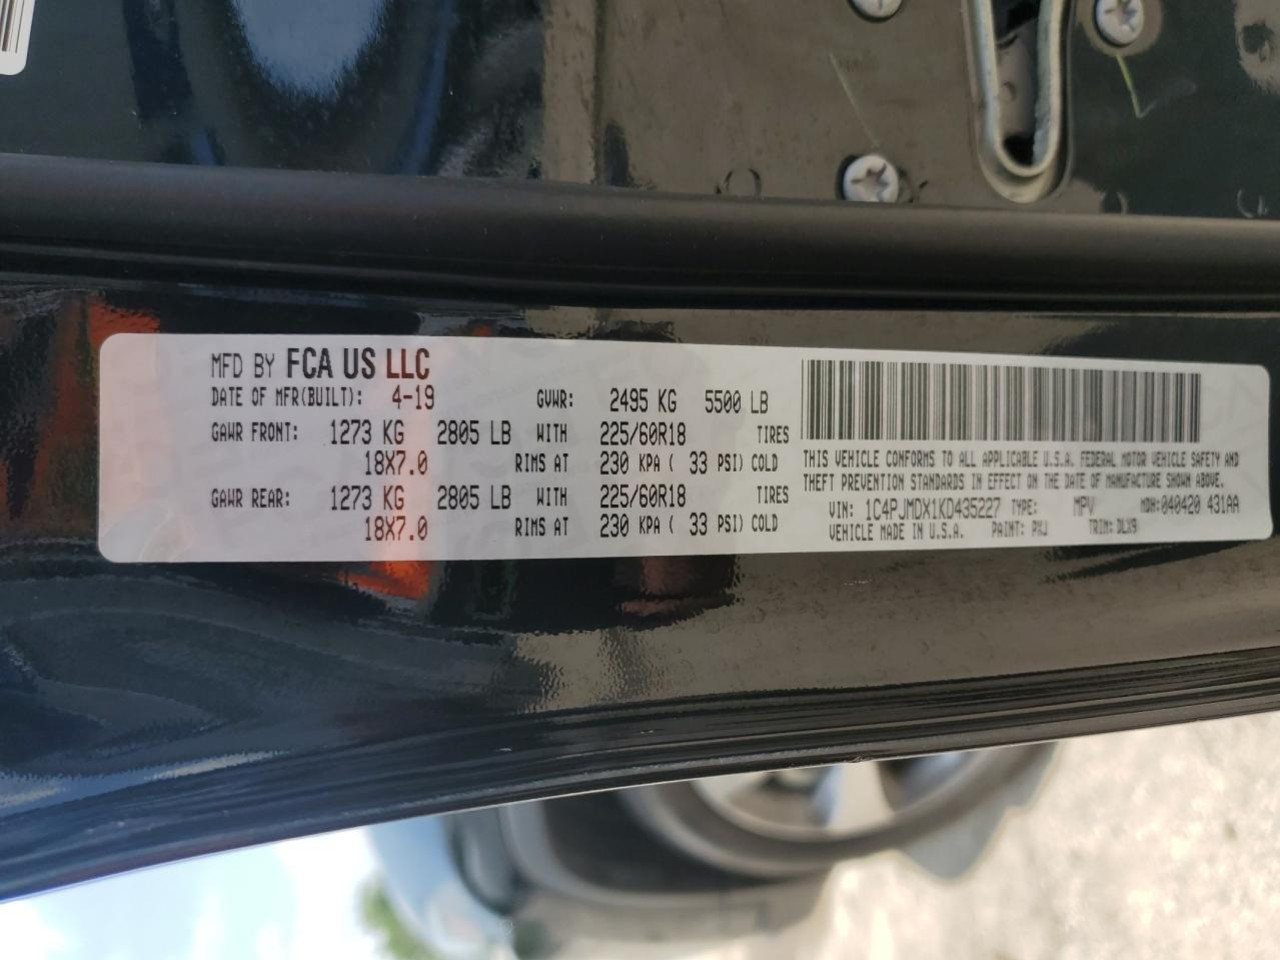 MFD BY FCA US LLC
DATE OF MFR(BUILT): 4-19 GVWR: 2495 KG 5500 LB
GAWR FRONT: 1273 KG 2805 LB WITH 225/60R18 TIRES
18X7.0 RIMS AT 230 KPA ( 33 PSI) COLD
GAWR REAR: 1273 KG 2805 LB WITH 225/60R18 TIRES
18X7.0 RIMS AT 230 KPA ( 33 PSI) COLD
THIS VEHICLE CONFORMS TO ALL APPLICABLE U.S.A. FEDERAL MOTOR VEHICLE SAFETY AND
THEFT PREVENTION STANDARDS IN EFFECT ON THE DATE OF MANUFACTURE SHOWN ABOVE.
VIN: 1C4PJMDX1KD435227 TYPE: MPV MDH:040420 431AA
VEHICLE MADE IN U.S.A. PAINT: PXJ TRIM: DLX9